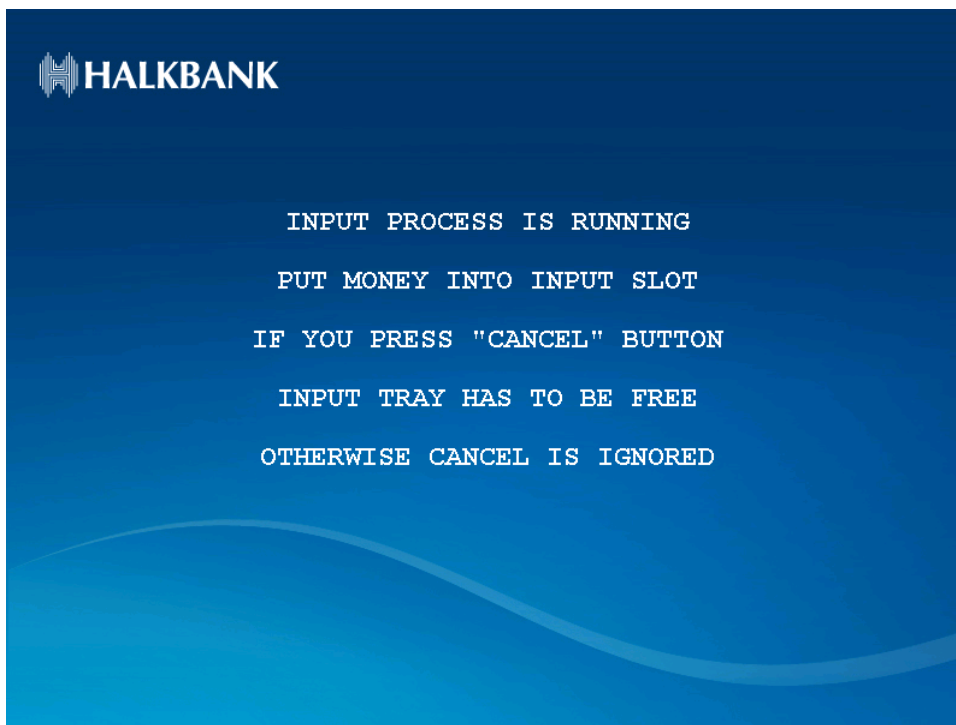 HALKBANK
INPUT PROCESS IS RUNNING
PUT MONEY INTO INPUT SLOT
IF YOU PRESS "CANCEL" BUTTON
INPUT TRAY HAS TO BE FREE
OTHERWISE CANCEL IS IGNORED